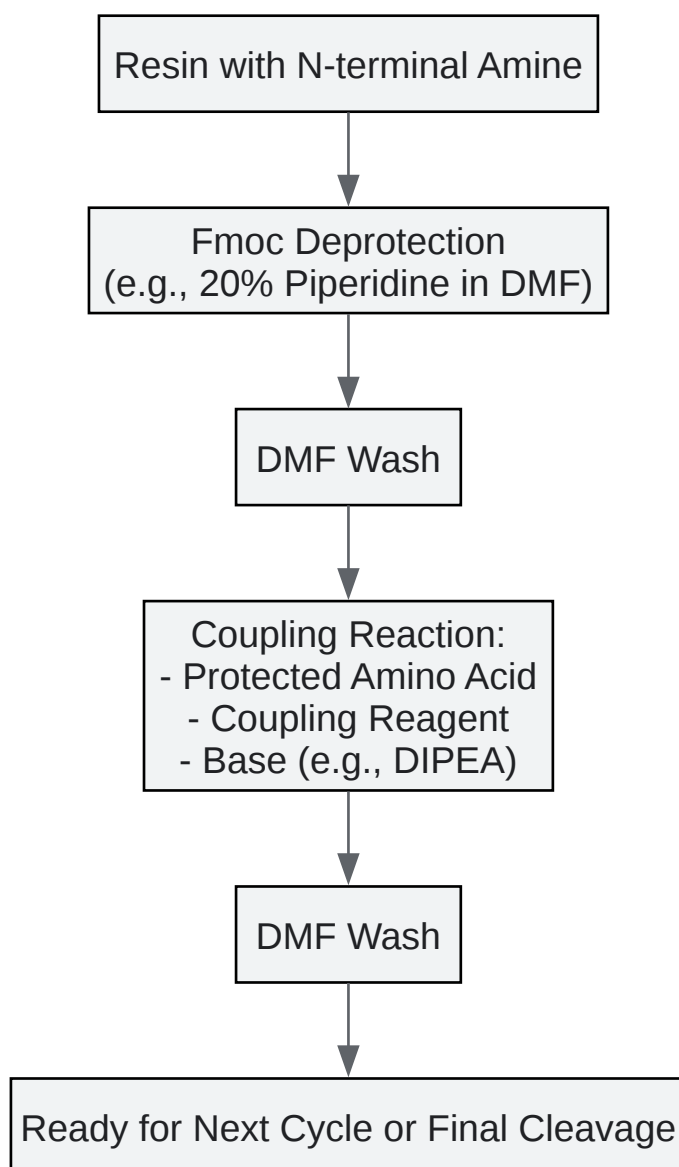 Resin with N-terminal Amine
Fmoc Deprotection
(e.g., 20% Piperidine in DMF)
DMF Wash
Coupling Reaction:
- Protected Amino Acid
- Coupling Reagent
- Base (e.g., DIPEA)
DMF Wash
Ready for Next Cycle or Final Cleavage